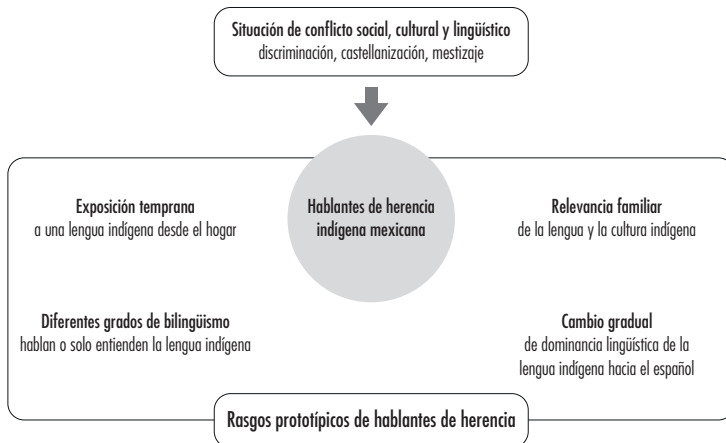 Situación de conflicto social, cultural y lingüístico
discriminación, castellanización, mestizaje
Exposición temprana
a una lengua indígena desde el hogar
Hablantes de herencia
indígena mexicana
Relevancia familiar
de la lengua y la cultura indígena
Diferentes grados de bilingüismo
hablan o solo entienden la lengua indígena
Cambio gradual
de dominancia lingüística de la
lengua indígena hacia el español
Rasgos prototípicos de hablantes de herencia